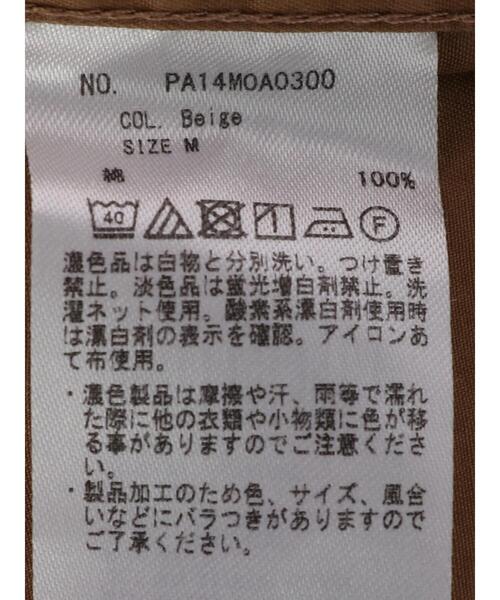 NO. PA14M0A0300
COL. Beige
SIZE M
綿 100%
40 F
濃色品は白物と分別洗い。つけ置き
禁止。淡色品は蛍光増白剤禁止。洗
濯ネット使用。酸素系漂白剤使用時
は漂白剤の表示を確認。アイロンあ
て布使用。
・濃色製品は摩擦や汗、雨等で濡れ
た際に他の衣類や小物類に色が移
る事がありますのでご注意くださ
い。
・製品加工のため色、サイズ、風合
いなどにバラつきがありますので
ご了承ください。